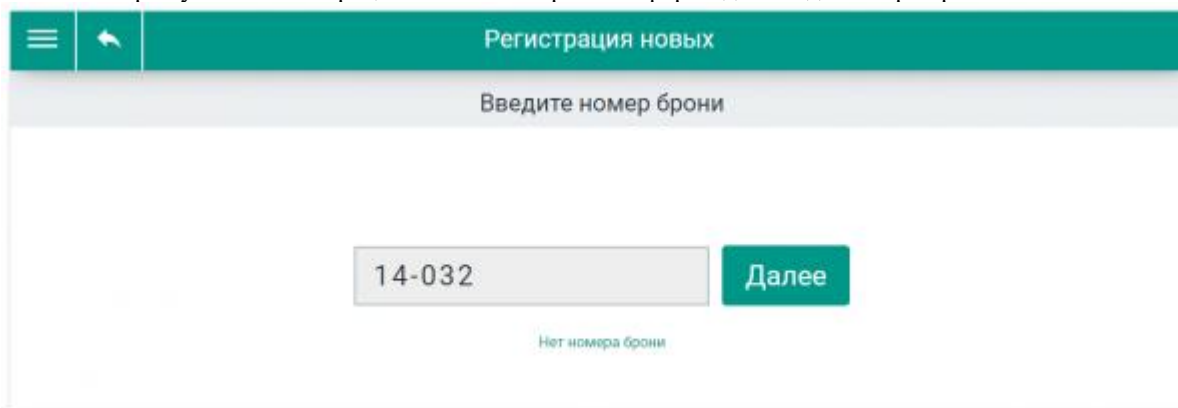 Регистрация новых
Введите номер брони
14-032
Далее
Нет номера брони